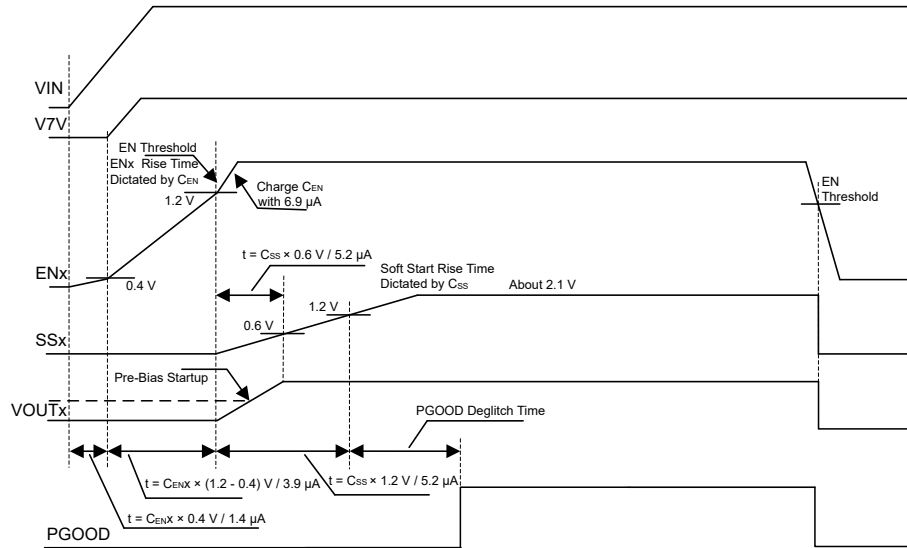 VIN
V7V
EN Threshold
ENx Rise Time
Dictated by CEN
1.2 V
Charge CEN
with 6.9 µA
EN
Threshold
ENx
0.4 V
t = CSS × 0.6 V / 5.2 µA
Soft Start Rise Time
Dictated by CSS
About 2.1 V
1.2 V
0.6 V
SSx
Pre-Bias Startup
VOUTx
PGOOD Deglitch Time
t = CENX × (1.2 - 0.4) V / 3.9 µA
t = CSS × 1.2 V / 5.2 µA
t = CENX × 0.4 V / 1.4 µA
PGOOD